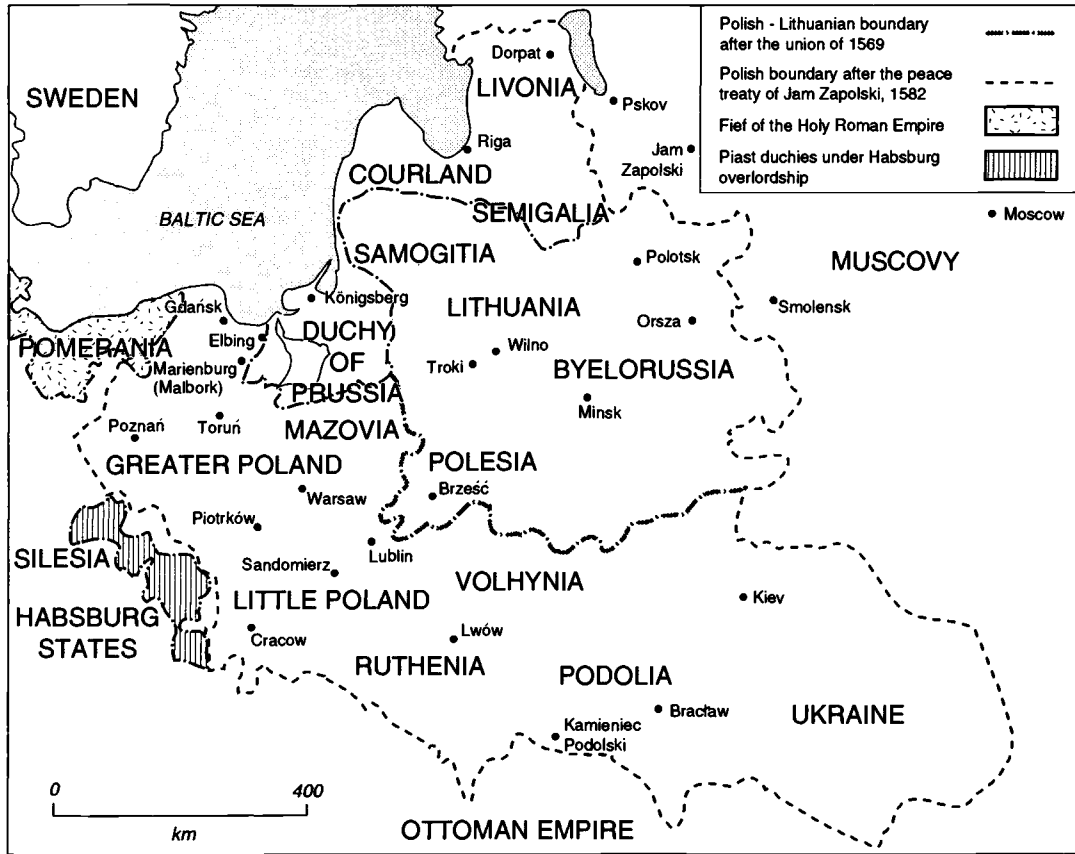 Polish - Lithuanian boundary
after the union of 1569
Polish boundary after the peace
treaty of Jam Zapolski, 1582
Fief of the Holy Roman Empire
Piast duchies under Habsburg
overlordship
Dorpat
LIVONIA
SWEDEN
Pskov
Riga
Jam
Zapolski
COURLAND
SEMIGALIA
Moscow
BALTIC SEA
SAMOGITIA
Polotsk
MUSCOVY
Königsberg
Gdańsk
LITHUANIA
Smolensk
Orsza
DUCHY
OF
PRUSSIA
Elbing
POMERANIA
Marienburg
(Malbork)
Wilno
Troki
BYELORUSSIA
Minsk
Toruń
Poznań
MAZOVIA
GREATER POLAND
POLESIA
Brześć
Warsaw
Piotrków
Lublin
SILESIA
Sandomierz
VOLHYNIA
LITTLE POLAND
Kiev
HABSBURG
STATES
Cracow
Lwów
RUTHENIA
PODOLIA
Bracław
UKRAINE
Kamieniec
Podolski
0
400
km
OTTOMAN EMPIRE